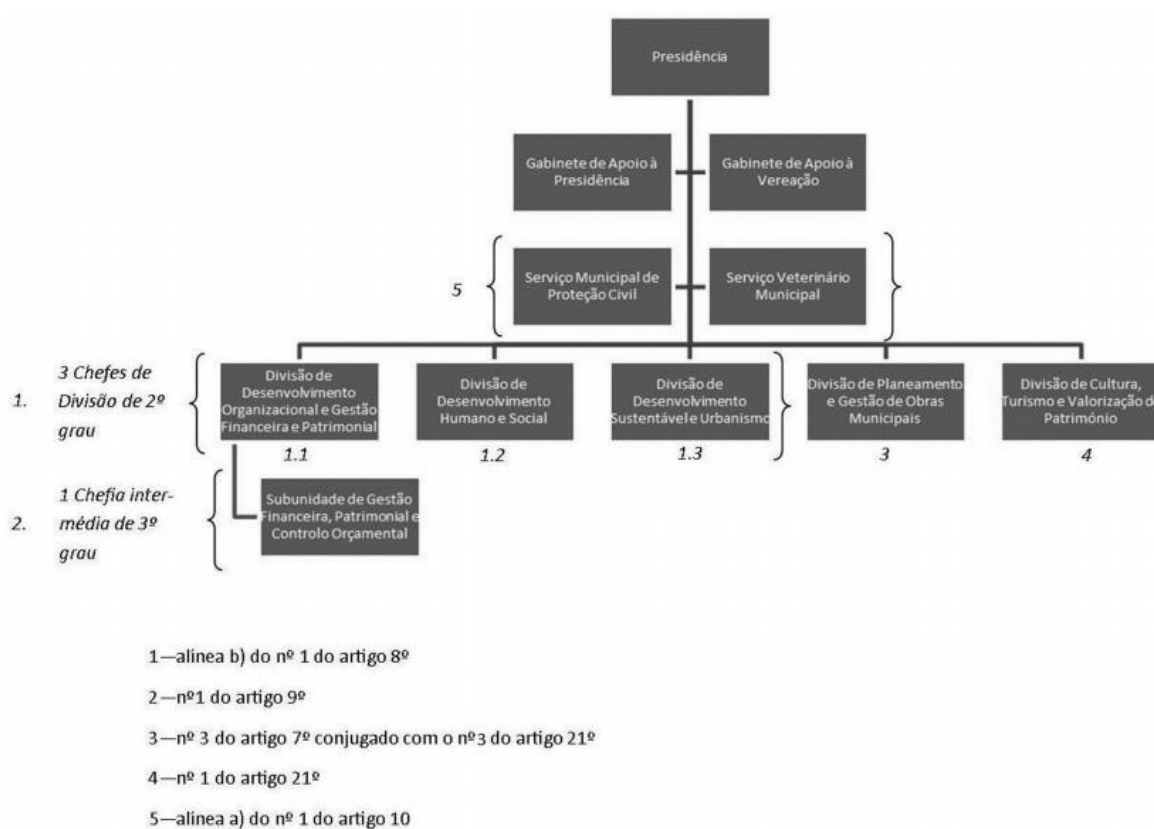 Presidência
Gabinete de Apoio à
Presidência
Gabinete de Apoio à
Vereação
5
Serviço Municipal de
Proteção Civil
Serviço Veterinário
Municipal
1.
3 Chefes de
Divisão de 2º
grau
Divisão de
Desenvolvimento
Organizacional e Gestão
Financeira e Patrimonial
1.1
Divisão de
Desenvolvimento
Humano e Social
1.2
Divisão de
Desenvolvimento
Sustentável e Urbanismo
1.3
Divisão de Planeamento
e Gestão de Obras
Municipais
3
Divisão de Cultura,
Turismo e Valorização do
Património
4
2.
1 Chefia inter-
média de 3º
grau
Subunidade de Gestão
Financeira, Patrimonial e
Controlo Orçamental
1—alinea b) do nº 1 do artigo 8º
2—nº1 do artigo 9º
3—nº 3 do artigo 7º conjugado com o nº3 do artigo 21º
4—nº 1 do artigo 21º
5—alinea a) do nº 1 do artigo 10